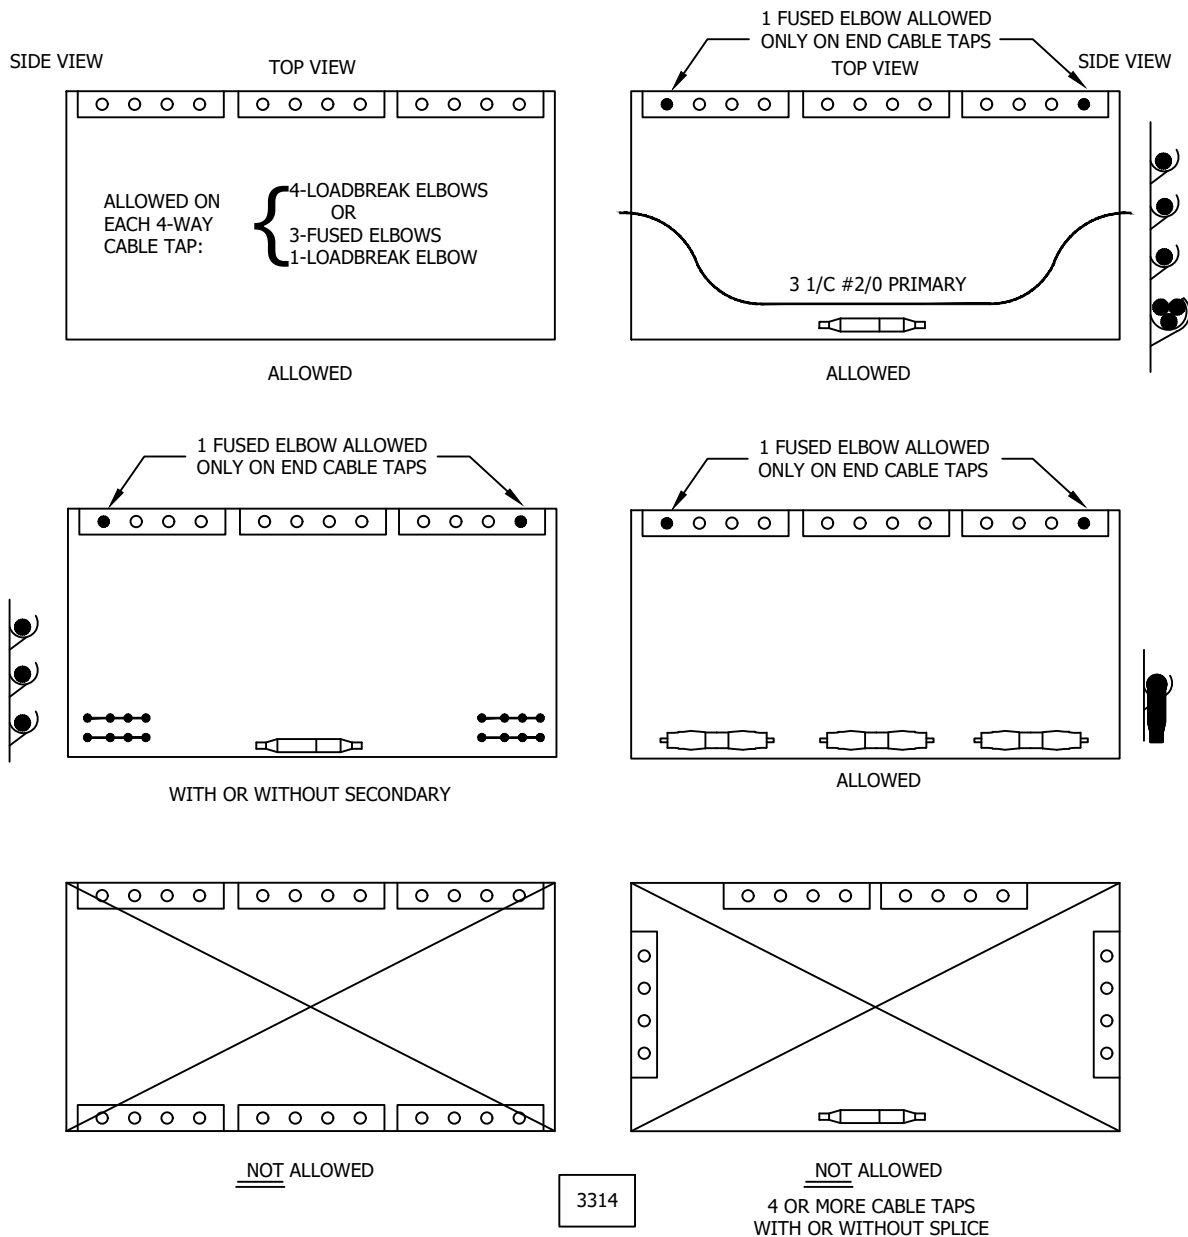 1 FUSED ELBOW ALLOWED
ONLY ON END CABLE TAPS
SIDE VIEW
TOP VIEW
TOP VIEW
SIDE VIEW
ALLOWED ON
EACH 4-WAY
CABLE TAP:
{
4-LOADBREAK ELBOWS
OR
3-FUSED ELBOWS
1-LOADBREAK ELBOW
3 1/C #2/0 PRIMARY
ALLOWED
ALLOWED
1 FUSED ELBOW ALLOWED
ONLY ON END CABLE TAPS
1 FUSED ELBOW ALLOWED
ONLY ON END CABLE TAPS
WITH OR WITHOUT SECONDARY
ALLOWED
NOT ALLOWED
NOT ALLOWED
4 OR MORE CABLE TAPS
WITH OR WITHOUT SPLICE
3314